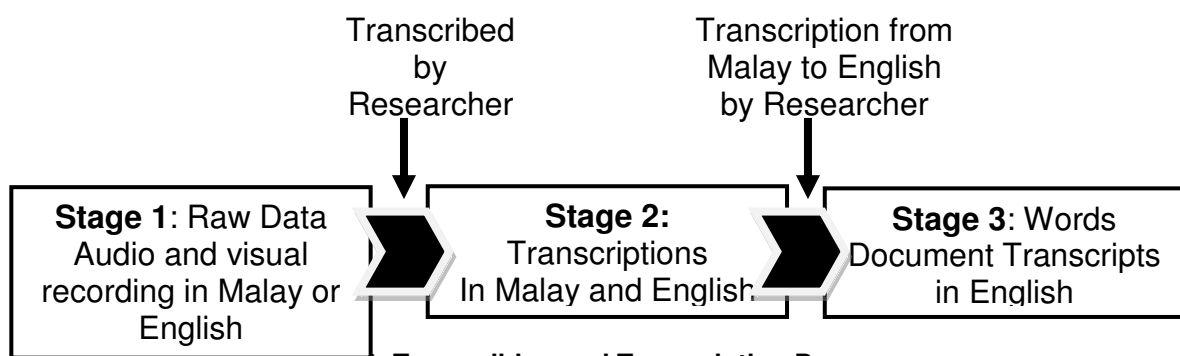 Transcribed
by
Researcher
Transcription from
Malay to English
by Researcher
Stage 1: Raw Data
Audio and visual
recording in Malay or
English
Stage 2:
Transcriptions
In Malay and English
Stage 3: Words
Document Transcripts
in English